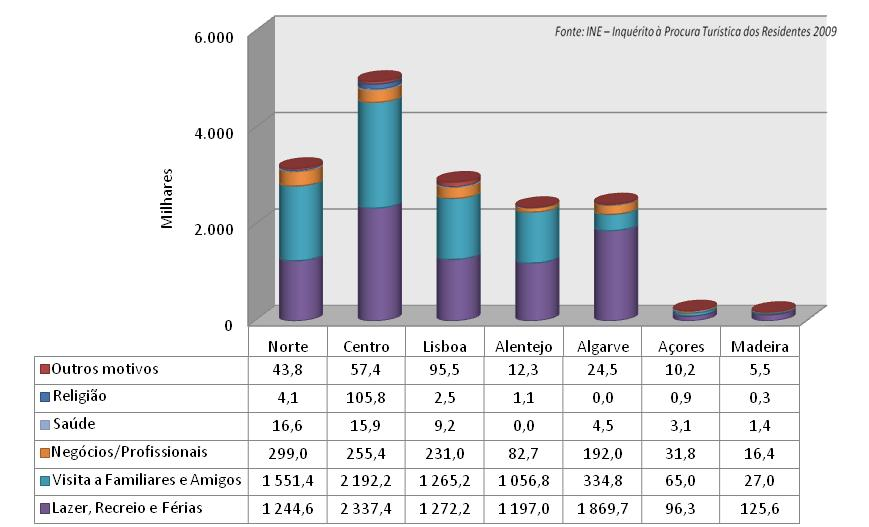 Fonte: INE – Inquérito à Procura Turística dos Residentes 2009
6.000
4.000
2.000
0
Milhares
Norte Centro Lisboa Alentejo Algarve Açores Madeira
Outros motivos 43,8 57,4 95,5 12,3 24,5 10,2 5,5
Religião 4,1 105,8 2,5 1,1 0,0 0,9 0,3
Saúde 16,6 15,9 9,2 0,0 4,5 3,1 1,4
Negócios/Profissionais 299,0 255,4 231,0 82,7 192,0 31,8 16,4
Visita a Familiares e Amigos 1 551,4 2 192,2 1 265,2 1 056,8 334,8 65,0 27,0
Lazer, Recreio e Férias 1 244,6 2 337,4 1 272,2 1 197,0 1 869,7 96,3 125,6